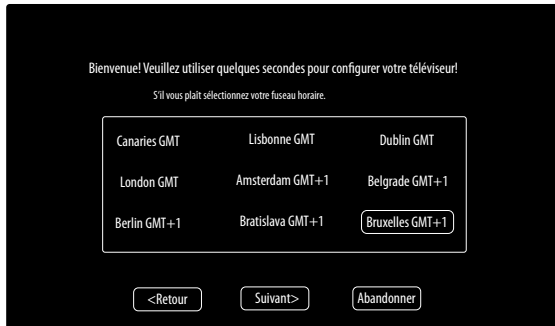 Bienvenue! Veuillez utiliser quelques secondes pour configurer votre téléviseur!
S'il vous plaît sélectionnez votre fuseau horaire.
Canaries GMT Lisbonne GMT Dublin GMT
London GMT Amsterdam GMT+1 Belgrade GMT+1
Berlin GMT+1 Bratislava GMT+1 Bruxelles GMT+1
<Retour Suivant> Abandonner